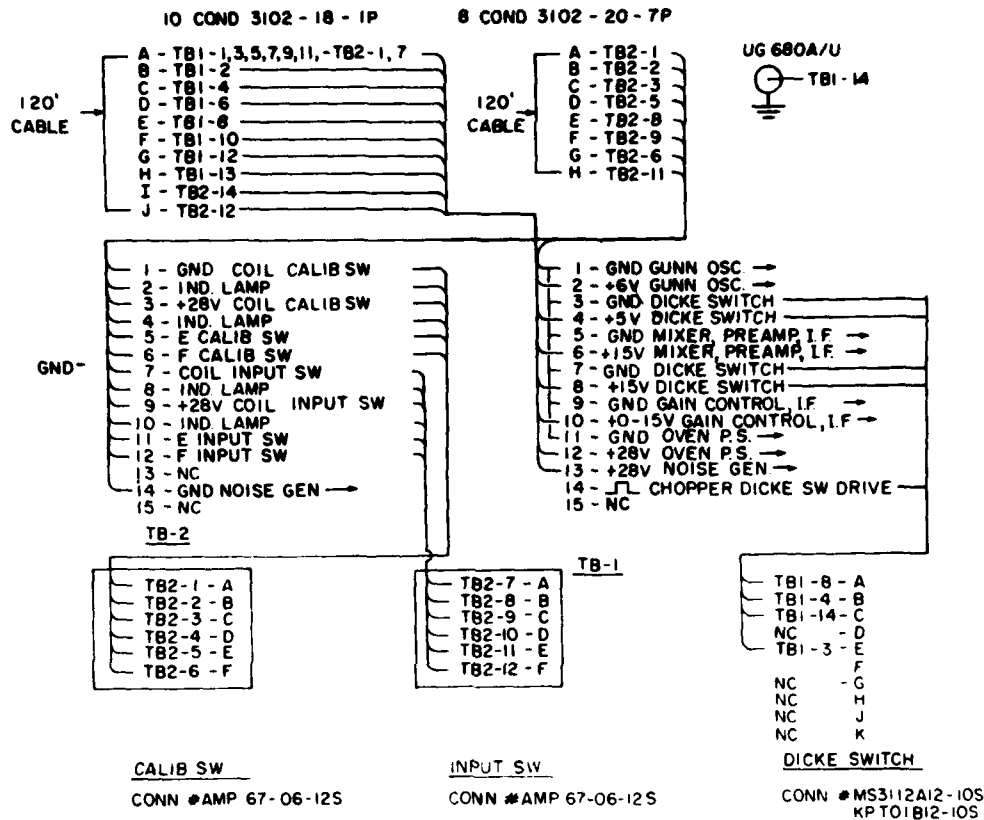 10 COND 3102-18-1P
A - TB1-1,3,5,7,9,11,-TB2-1,7
B - TB1-2
C - TB1-4
D - TB1-6
E - TB1-8
F - TB1-10
G - TB1-12
H - TB1-13
I - TB2-14
J - TB2-12
120'
CABLE
8 COND 3102-20-7P
A - TB2-1
B - TB2-2
C - TB2-3
D - TB2-5
E - TB2-8
F - TB2-9
G - TB2-6
H - TB2-11
120'
CABLE
UG 680A/U
TB1-14
GND-
1 - GND COIL CALIB SW
2 - IND. LAMP
3 - +28V COIL CALIB SW
4 - IND. LAMP
5 - E CALIB SW
6 - F CALIB SW
7 - COIL INPUT SW
8 - IND. LAMP
9 - +28V COIL INPUT SW
10 - IND. LAMP
11 - E INPUT SW
12 - F INPUT SW
13 - NC
14 - GND NOISE GEN →
15 - NC
TB-2
1 - GND GUNN OSC. →
2 - +6V GUNN OSC. →
3 - GND DICKE SWITCH
4 - +5V DICKE SWITCH
5 - GND MIXER, PREAMP, I.F. →
6 - +15V MIXER, PREAMP, I.F. →
7 - GND DICKE SWITCH
8 - +15V DICKE SWITCH
9 - GND GAIN CONTROL, I.F. →
10 - +0-15V GAIN CONTROL, I.F →
11 - GND OVEN P.S. →
12 - +28V OVEN P.S. →
13 - +28V NOISE GEN →
14 - CHOPPER DICKE SW DRIVE
15 - NC
TB-1
TB2-1 - A
TB2-2 - B
TB2-3 - C
TB2-4 - D
TB2-5 - E
TB2-6 - F
CALIB SW
CONN #AMP 67-06-12S
TB2-7 - A
TB2-8 - B
TB2-9 - C
TB2-10 - D
TB2-11 - E
TB2-12 - F
INPUT SW
CONN #AMP 67-06-12S
TB1-8 - A
TB1-4 - B
TB1-14 - C
NC - D
TB1-3 - E
F
NC - G
NC H
NC J
NC K
DICKE SWITCH
CONN #MS3112A12-10S
KPT01B12-10S